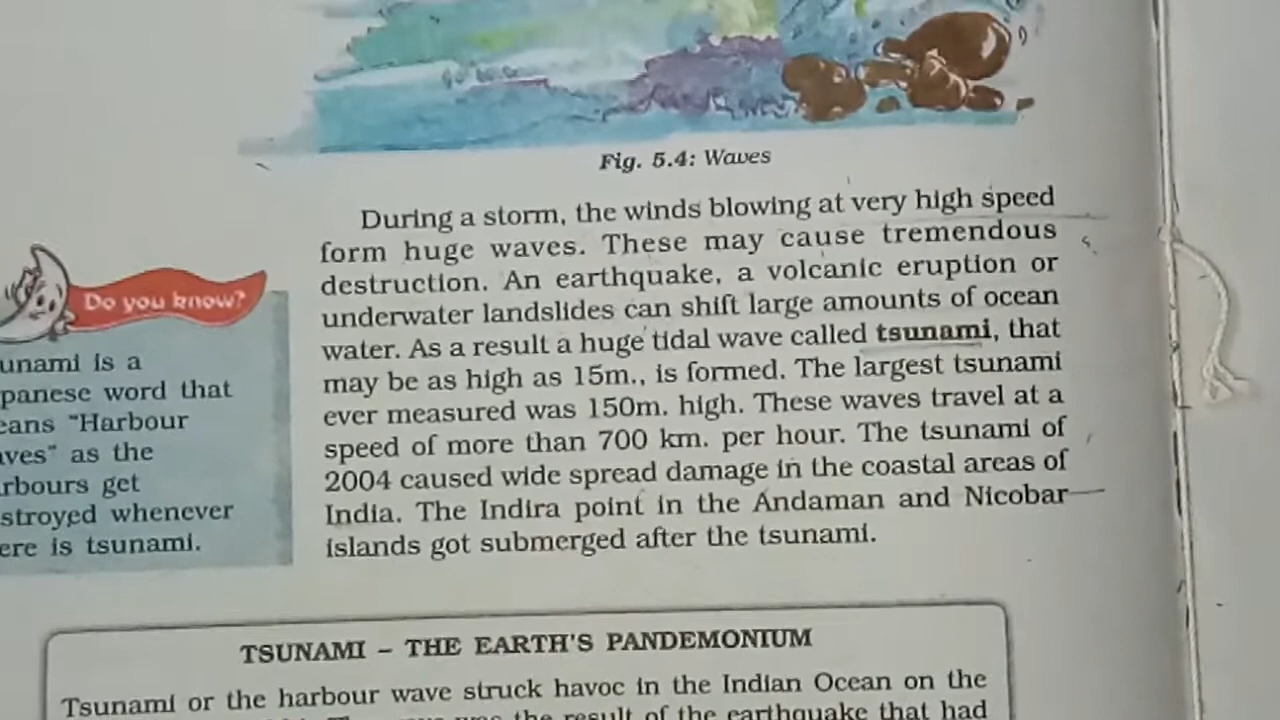 Fig. 5.4: Waves
During a storm, the winds blowing at very high speed
form huge waves. These may cause tremendous
destruction. An earthquake, a volcanic eruption or
underwater landslides can shift large amounts of ocean
water. As a result a huge tidal wave called tsunami, that
may be as high as 15m., is formed. The largest tsunami
ever measured was 150m. high. These waves travel at a
speed of more than 700 km. per hour. The tsunami of
2004 caused wide spread damage in the coastal areas of
India. The Indira point in the Andaman and Nicobar
islands got submerged after the tsunami.
Do you know?
unami is a
panese word that
eans "Harbour
aves" as the
rbours get
stroyed whenever
ere is tsunami.
TSUNAMI – THE EARTH'S PANDEMONIUM
Tsunami or the harbour wave struck havoc in the Indian Ocean on the
the result of the earthquake that had